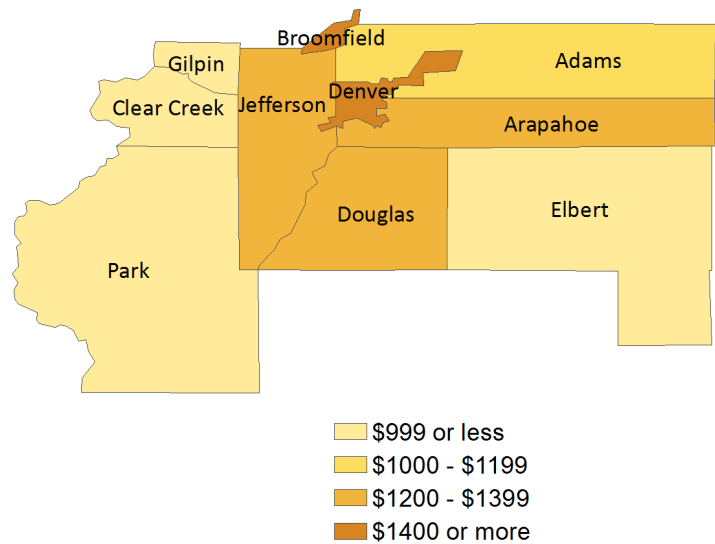 Broomfield
Gilpin
Adams
Denver
Clear Creek
Jefferson
Arapahoe
Elbert
Douglas
Park
$999 or less
$1000 - $1199
$1200 - $1399
$1400 or more